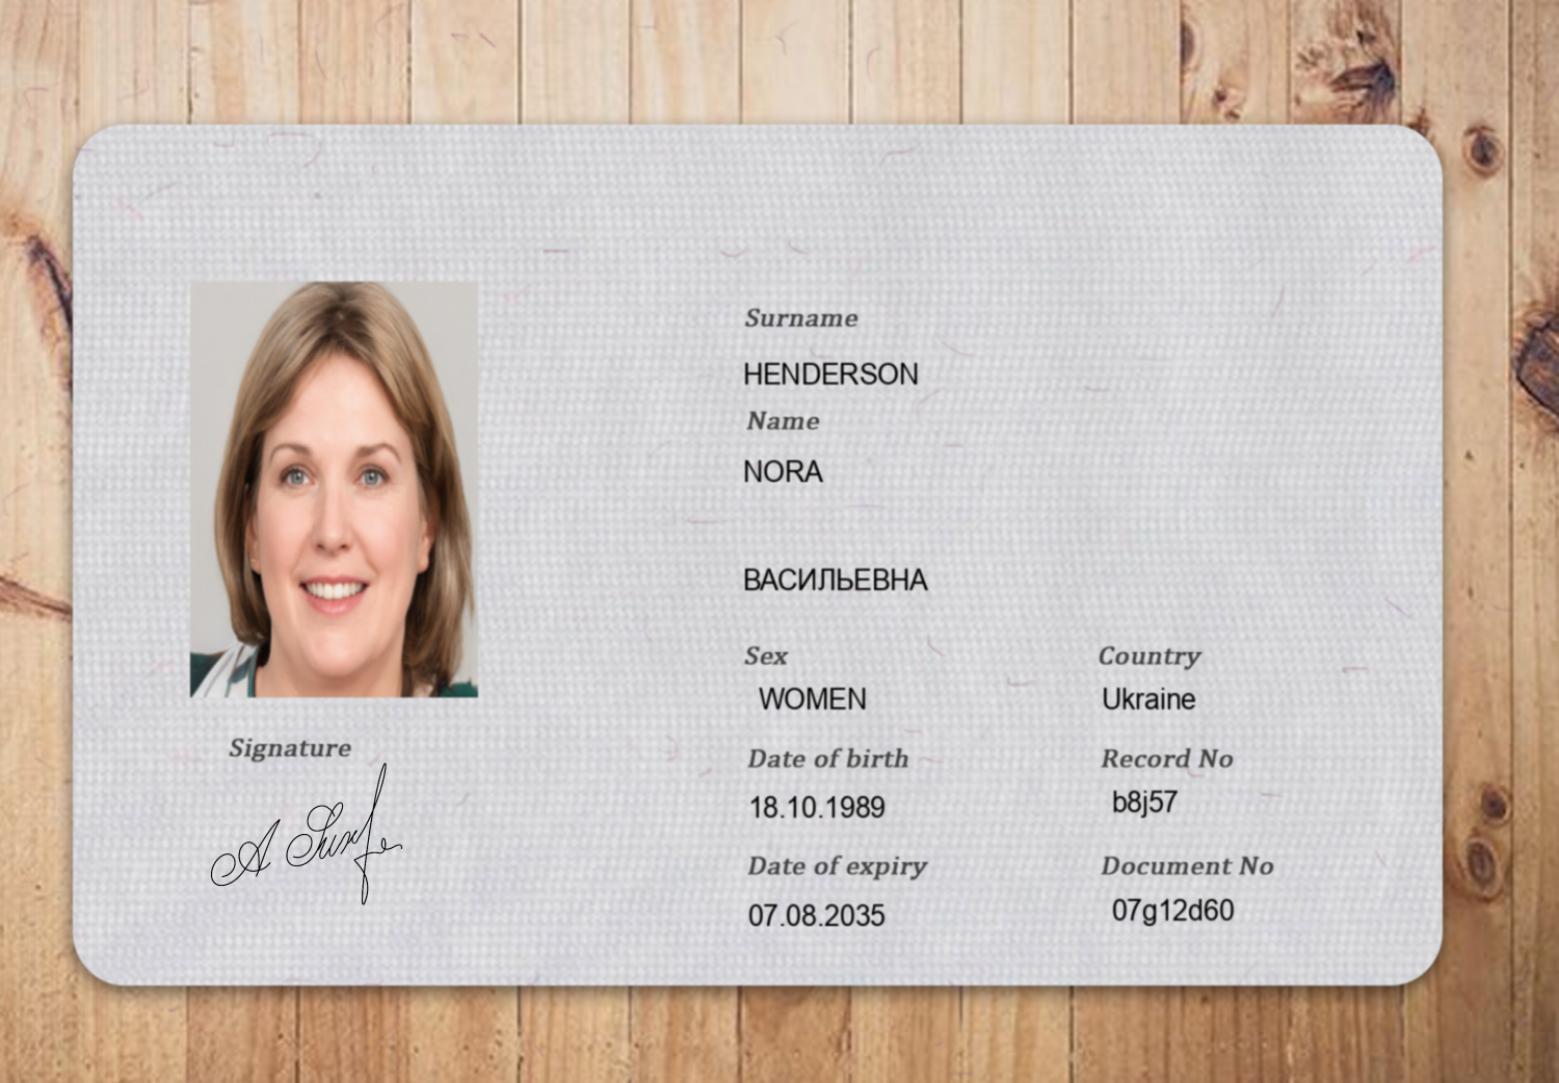 Surname
HENDERSON
Name
NORA
ВАСИЛЬЕВНА
Sex
Country
WOMEN
Ukraine
Date of birth
Record No
18.10.1989
b8j57
Date of expiry
Document No
07.08.2035
07g12d60
Signature